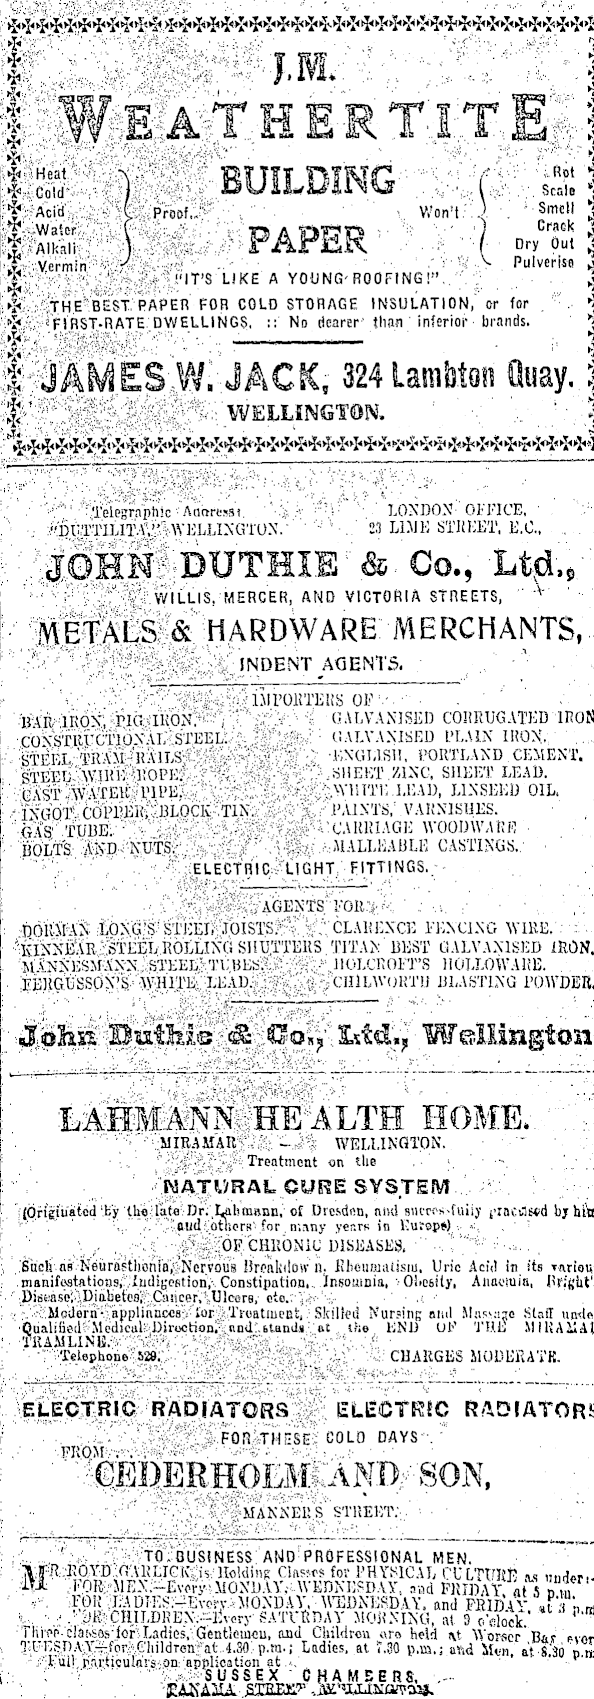 J.M.
WEATHERTITE
BUILDING
PAPER
Heat
Cold
Acid
Water
Alkali
Vermin
Proof..
Won't
Rot
Scale
Smell
Crack
Dry Out
Pulverise
"IT'S LIKE A YOUNG ROOFING!"
THE BEST PAPER FOR COLD STORAGE INSULATION, or for
FIRST-RATE DWELLINGS. :: No dearer than inferior brands.
JAMES W. JACK, 324 Lambton Quay.
WELLINGTON.
Telegraphic Address:
"DUTTILITA," WELLINGTON.
LONDON OFFICE,
23 LIME STREET, E.C.,
JOHN DUTHIE & Co., Ltd.,
WILLIS, MERCER, AND VICTORIA STREETS,
METALS & HARDWARE MERCHANTS,
INDENT AGENTS.
IMPORTERS OF
BAR IRON, PIG IRON.
CONSTRUCTIONAL STEEL.
STEEL TRAM RAILS
STEEL WIRE ROPE.
CAST WATER PIPE,
INGOT COPPER, BLOCK TIN.
GAS TUBE.
BOLTS AND NUTS.
GALVANISED CORRUGATED IRON
GALVANISED PLAIN IRON.
ENGLISH, PORTLAND CEMENT.
SHEET ZINC, SHEET LEAD.
WHITE LEAD, LINSEED OIL,
PAINTS, VARNISHES.
CARRIAGE WOODWARE
MALLEABLE CASTINGS.
ELECTRIC LIGHT FITTINGS.
AGENTS FOR
DORMAN LONG'S STEEL JOISTS.
KINNEAR STEEL ROLLING SHUTTERS
MANNESMANN STEEL TUBES.
FERGUSSON'S WHITE LEAD.
CLARENCE FENCING WIRE.
TITAN BEST GALVANISED IRON.
HOLCROFT'S HOLLOWARE.
CHILWORTH BLASTING POWDER.
John Duthie & Co., Ltd., Wellington
LAHMANN HEALTH HOME.
MIRAMAR — WELLINGTON.
Treatment on the
NATURAL CURE SYSTEM
(Originated by the late Dr. Lahmann, of Dresden, and successfully practised by him
and others for many years in Europe)
OF CHRONIC DISEASES,
Such as Neurosthenia, Nervous Breakdown, Rheumatism, Uric Acid in its variou
manifestations, Indigestion, Constipation, Insomnia, Obesity, Anaemia, Bright'
Disease, Diabetes, Cancer, Ulcers, etc.
Modern appliances for Treatment, Skilled Nursing and Massage Staff unde
Qualified Medical Direction, and stands at the END OF THE MIRAMA
TRAMLINE.
Telephone 529.
CHARGES MODERATE.
ELECTRIC RADIATORS ELECTRIC RADIATORS
FOR THESE COLD DAYS
FROM
CEDERHOLM AND SON,
MANNERS STREET.
TO BUSINESS AND PROFESSIONAL MEN.
MR ROYD GARLICK is Holding Classes for PHYSICAL CULTURE as under:—
FOR MEN.—Every MONDAY, WEDNESDAY, and FRIDAY, at 5 p.m.
FOR LADIES.—Every MONDAY, WEDNESDAY, and FRIDAY, at 3 p.m
FOR CHILDREN.—Every SATURDAY MORNING, at 9 o'clock.
Three classes for Ladies, Gentlemen, and Children are held at Worser Bay ever
TUESDAY—for Children at 4.30 p.m.; Ladies, at 7.30 p.m.; and Men, at 8.30 p.m
Full particulars on application at
SUSSEX CHAMBERS,
PANAMA STREET, WELLINGTON.